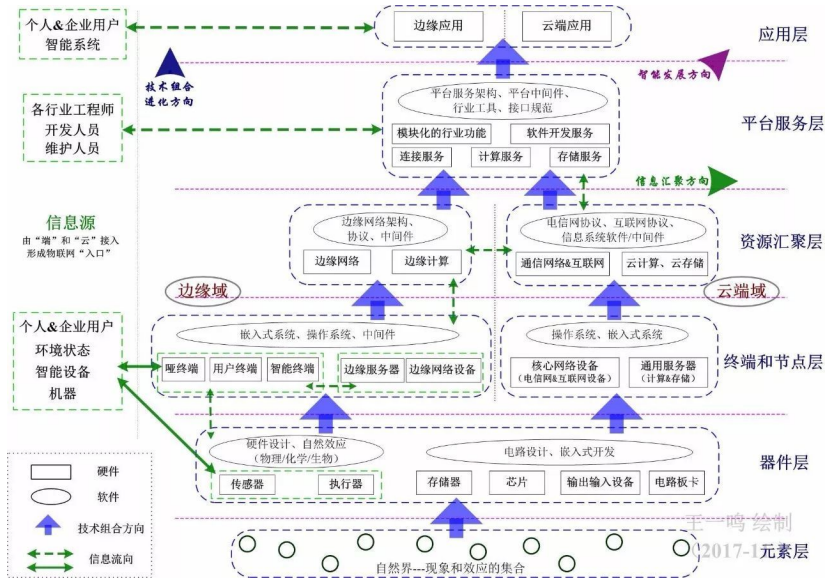 个人&企业用户
智能系统
边缘应用
云端应用
应用层
技术组合
进化方向
智能发展方向
各行业工程师
开发人员
维护人员
平台服务架构、平台中间件、
行业工具、接口规范
模块化的行业功能
软件开发服务
连接服务
计算服务
存储服务
平台服务层
信息汇聚方向
信息源
由“端”和“云”接入
形成物联网“入口”
边缘网络架构、
协议、中间件
边缘网络
边缘计算
电信网协议、互联网协议、
信息系统软件/中间件
通信网络&互联网
云计算、云存储
资源汇聚层
边缘域
云端域
个人&企业用户
环境状态
智能设备
机器
嵌入式系统、操作系统、中间件
哑终端
用户终端
智能终端
边缘服务器
边缘网络设备
操作系统、嵌入式系统
核心网络设备
(电信网&互联网设备)
通用服务器
(计算&存储)
终端和节点层
硬件设计、自然效应
(物理/化学/生物)
传感器
执行器
电路设计、嵌入式开发
存储器
芯片
输出输入设备
电路板卡
器件层
硬件
软件
技术组合方向
信息流向
自然界---现象和效应的集合
元素层
王一鸣 绘制
(2017-1